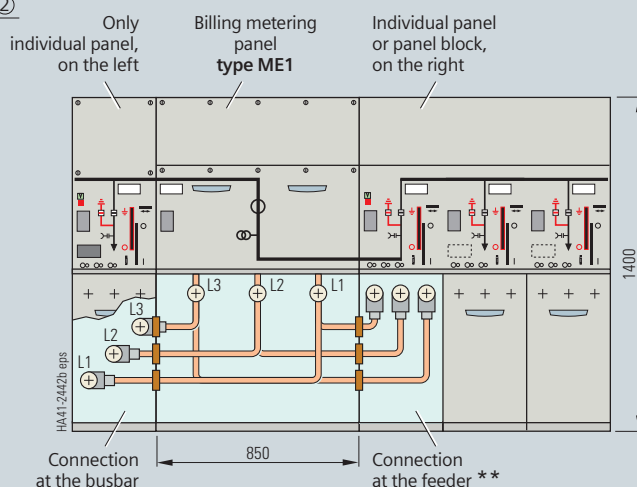 ②
Only
individual panel,
on the left
Billing metering
panel
type ME1
Individual panel
or panel block,
on the right
1400
L3
L2
L1
L3
L2
L1
HA41-2442b eps
850
Connection
at the busbar
Connection
at the feeder **